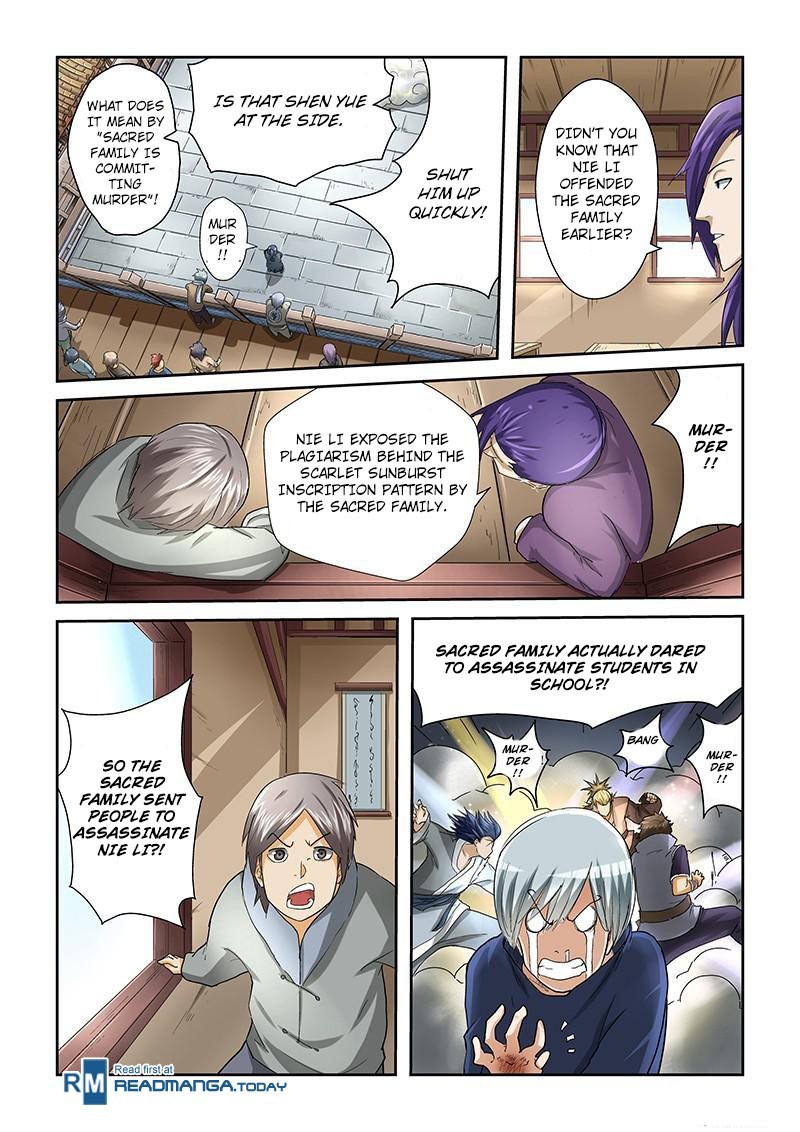 WHAT DOES
IT MEAN BY
"SACRED
FAMILY IS
COMMIT-
TING
MURDER"!
IS THAT SHEN YUE
AT THE SIDE.
SHUT
HIM UP
QUICKLY!
MUR
DER!!
DIDN'T YOU
KNOW THAT
NIE LI
OFFENDED
THE SACRED
FAMILY
EARLIER?
NIE LI EXPOSED THE
PLAGIARISM BEHIND THE
SCARLET SUNBURST
INSCRIPTION PATTERN BY
THE SACRED FAMILY.
MUR-
DER
!!
SO THE
SACRED
FAMILY SENT
PEOPLE TO
ASSASSINATE
NIE LI?!
SACRED FAMILY ACTUALLY DARED
TO ASSASSINATE STUDENTS IN
SCHOOL?!
MUR-
DER
!!
BANG
MUR-
DER
!!
RM
Read first at
READMANGA.TODAY